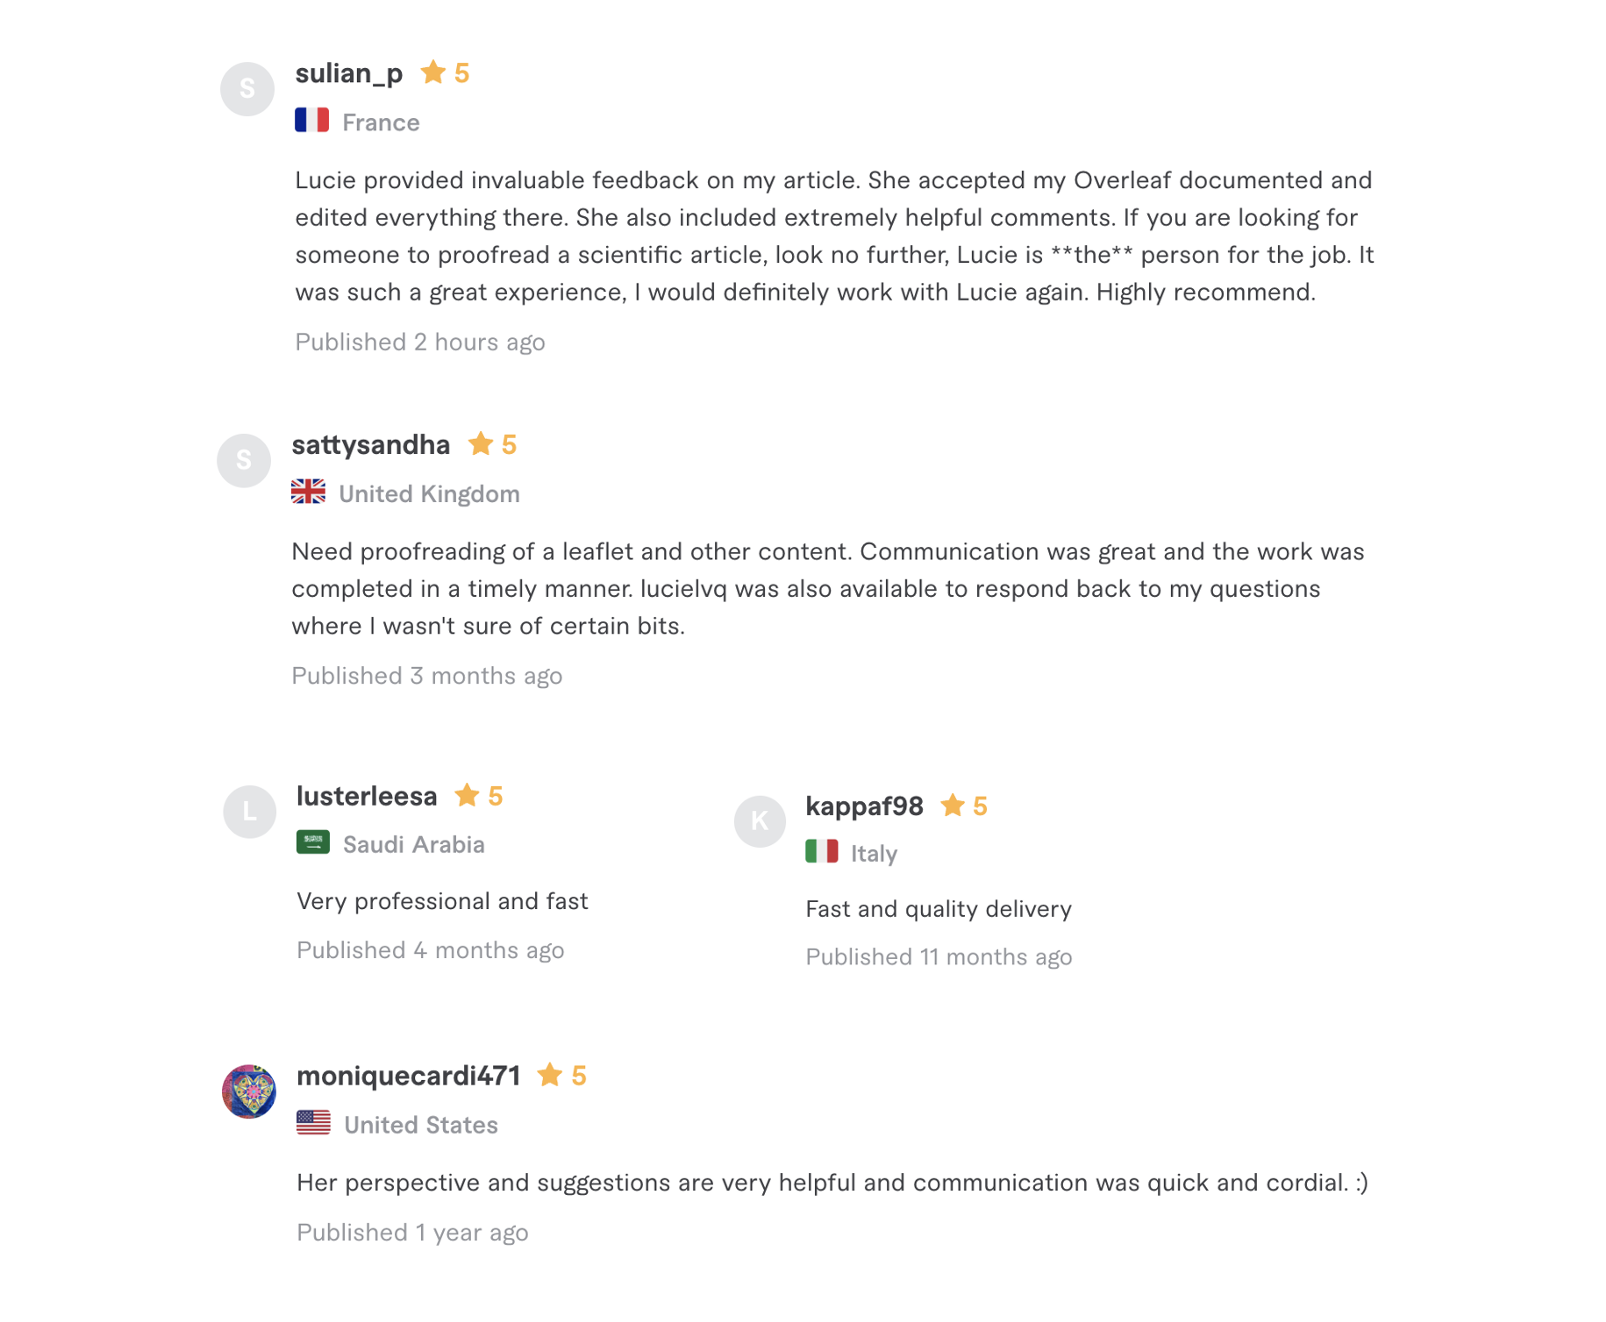 S
sulian_p ★ 5
France
Lucie provided invaluable feedback on my article. She accepted my Overleaf documented and
edited everything there. She also included extremely helpful comments. If you are looking for
someone to proofread a scientific article, look no further, Lucie is **the** person for the job. It
was such a great experience, I would definitely work with Lucie again. Highly recommend.
Published 2 hours ago
S
sattysandha ★ 5
United Kingdom
Need proofreading of a leaflet and other content. Communication was great and the work was
completed in a timely manner. lucielvq was also available to respond back to my questions
where I wasn't sure of certain bits.
Published 3 months ago
L
lusterleesa ★ 5
Saudi Arabia
Very professional and fast
Published 4 months ago
K
kappaf98 ★ 5
Italy
Fast and quality delivery
Published 11 months ago
moniquecardi471 ★ 5
United States
Her perspective and suggestions are very helpful and communication was quick and cordial. :)
Published 1 year ago